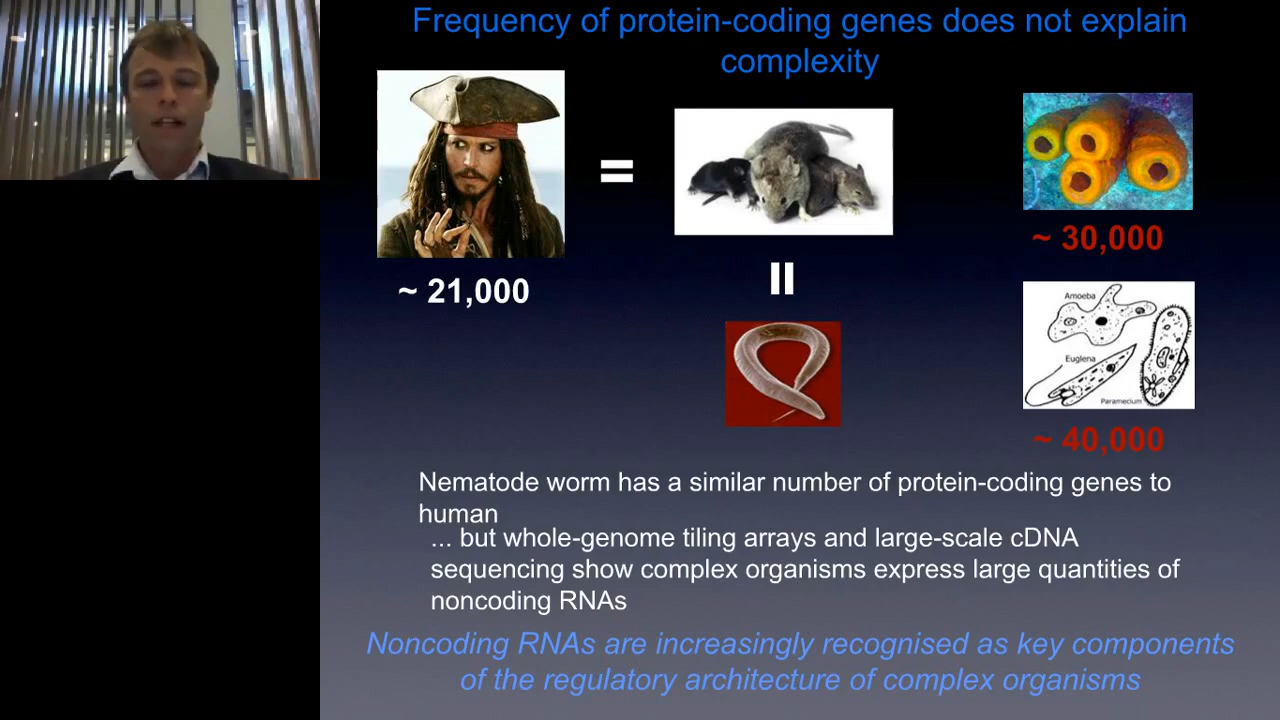 Frequency of protein-coding genes does not explain
complexity
=
~ 21,000
=
~ 30,000
Amoeba
Euglena
Paramecium
~ 40,000
Nematode worm has a similar number of protein-coding genes to
human
... but whole-genome tiling arrays and large-scale cDNA
sequencing show complex organisms express large quantities of
noncoding RNAs
Noncoding RNAs are increasingly recognised as key components
of the regulatory architecture of complex organisms